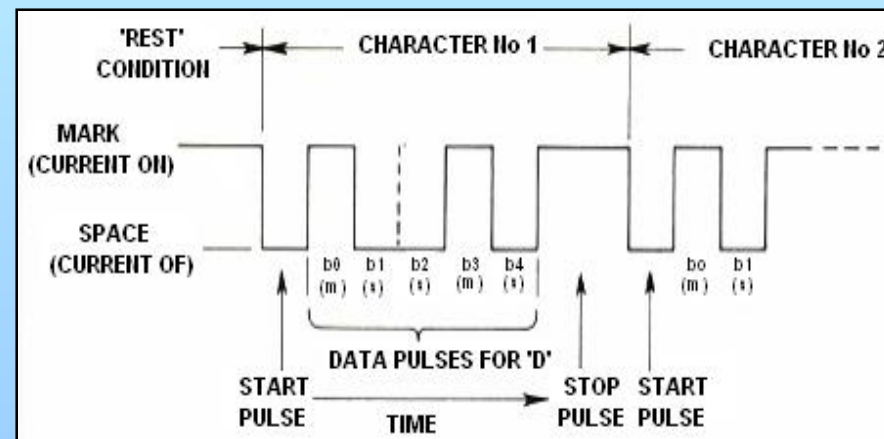 'REST'
CONDITION
CHARACTER No 1
CHARACTER No 2
MARK
(CURRENT ON)
SPACE
(CURRENT OF)
b0 b1 b2 b3 b4
(m) (s) (s) (m) (s)
bo b1
(m) (s)
DATA PULSES FOR 'D'
START
PULSE
TIME
STOP
PULSE
START
PULSE